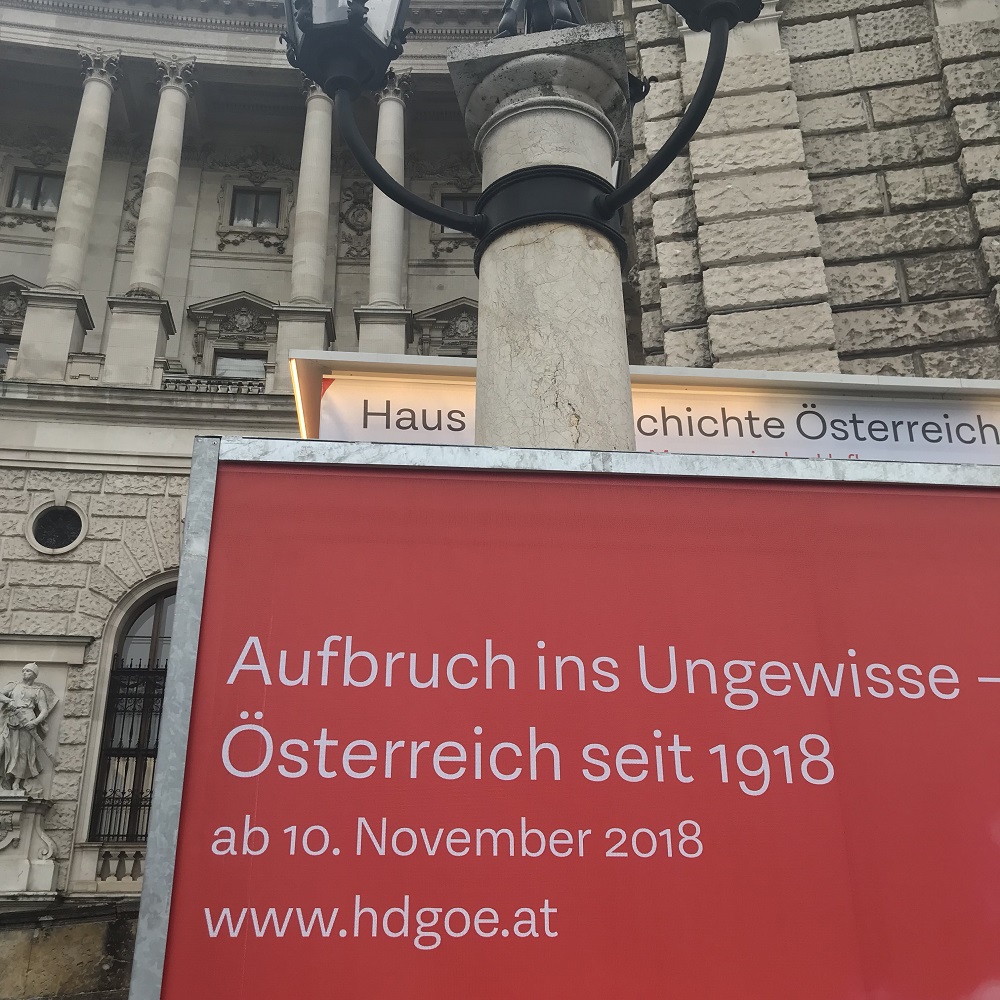 Haus chichte Österreich
Aufbruch ins Ungewisse –
Österreich seit 1918
ab 10. November 2018
www.hdgoe.at